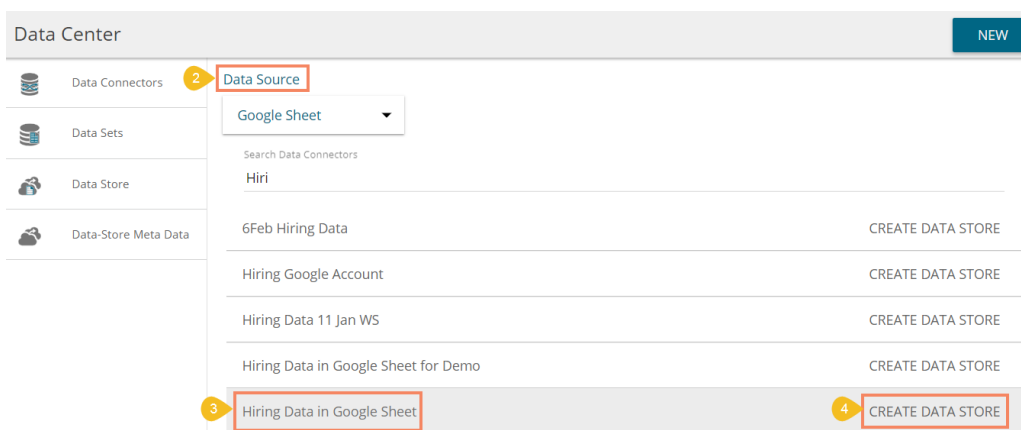 Data Center
NEW
Data Connectors
Data Sets
Data Store
Data-Store Meta Data
2 Data Source
Google Sheet
Search Data Connectors
Hiri
6Feb Hiring Data CREATE DATA STORE
Hiring Google Account CREATE DATA STORE
Hiring Data 11 Jan WS CREATE DATA STORE
Hiring Data in Google Sheet for Demo CREATE DATA STORE
3 Hiring Data in Google Sheet 4 CREATE DATA STORE